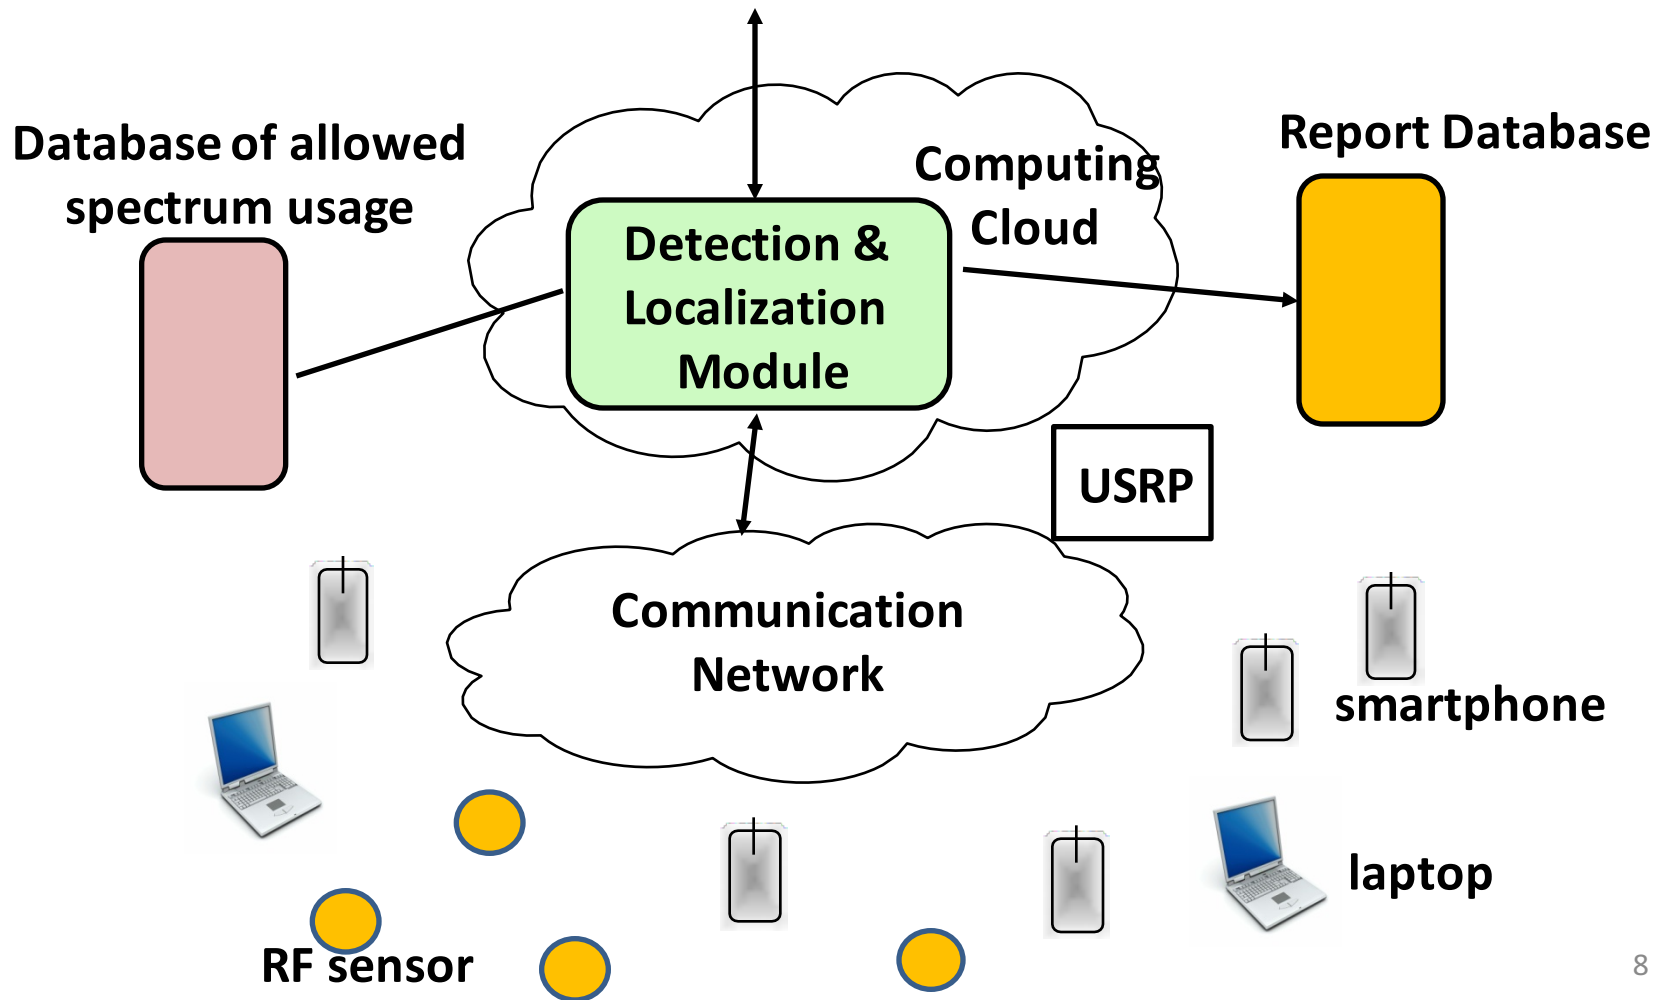 Database of allowed
spectrum usage
Computing
Cloud
Report Database
Detection &
Localization
Module
USRP
Communication
Network
smartphone
laptop
RF sensor
8